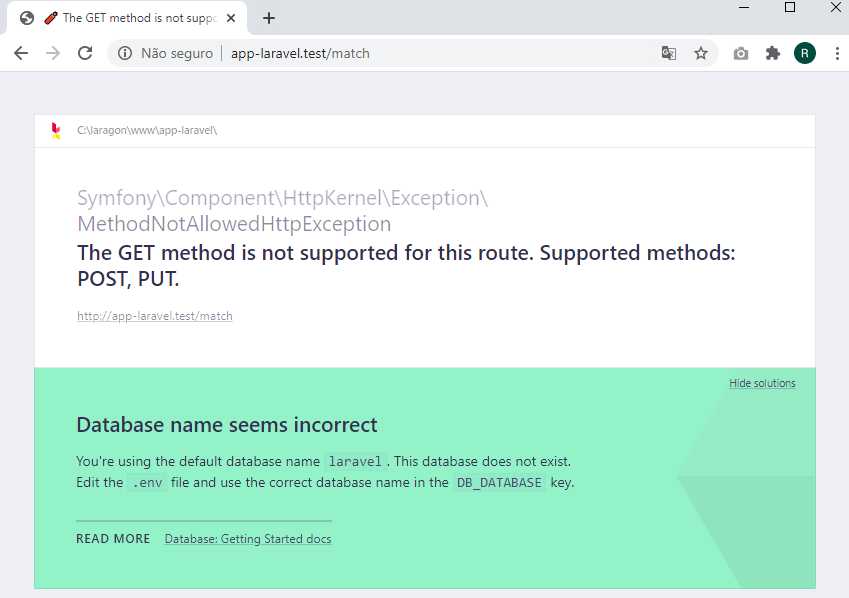 The GET method is not suppo
Não seguro
app-laravel.test/match
R
C:\laragon\www\app-laravel\
Symfony\Component\HttpKernel\Exception\
MethodNotAllowedHttpException
The GET method is not supported for this route. Supported methods:
POST, PUT.
http://app-laravel.test/match
Hide solutions
Database name seems incorrect
You're using the default database name laravel. This database does not exist.
Edit the .env file and use the correct database name in the DB_DATABASE key.
READ MORE Database: Getting Started docs